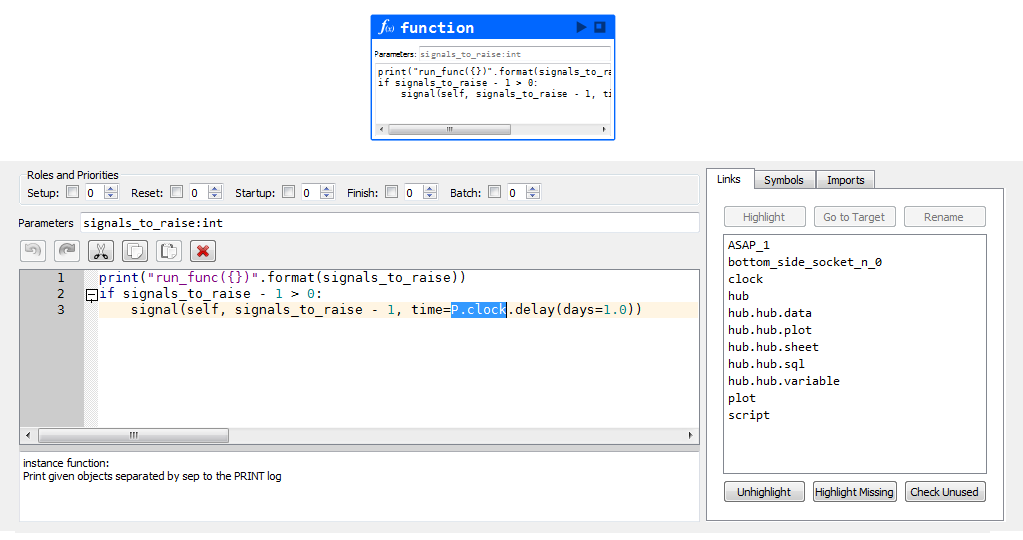 f(x) function
Parameters: signals_to_raise:int
print("run_func({})".format(signals_to_ra
if signals_to_raise - 1 > 0:
signal(self, signals_to_raise - 1, ti
Roles and Priorities
Setup: 0 Reset: 0 Startup: 0 Finish: 0 Batch: 0
Parameters signals_to_raise:int
1 print("run_func({})".format(signals_to_raise))
2 if signals_to_raise - 1 > 0:
3 signal(self, signals_to_raise - 1, time=P.clock.delay(days=1.0))
instance function:
Print given objects separated by sep to the PRINT log
Links Symbols Imports
Highlight Go to Target Rename
ASAP_1
bottom_side_socket_n_0
clock
hub
hub.hub.data
hub.hub.plot
hub.hub.sheet
hub.hub.sql
hub.hub.variable
plot
script
Unhighlight Highlight Missing Check Unused